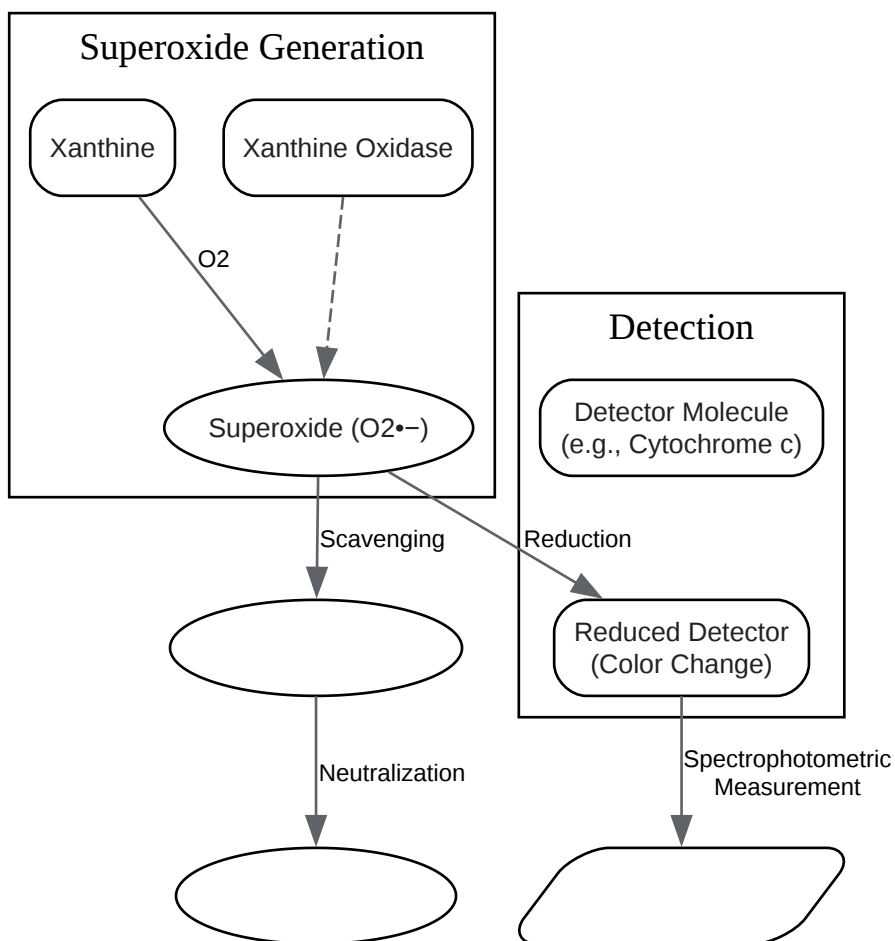 Superoxide Generation
Xanthine
Xanthine Oxidase
O2
Superoxide (O2•−)
Detection
Detector Molecule
(e.g., Cytochrome c)
Scavenging
Reduction
Reduced Detector
(Color Change)
Neutralization
Spectrophotometric
Measurement